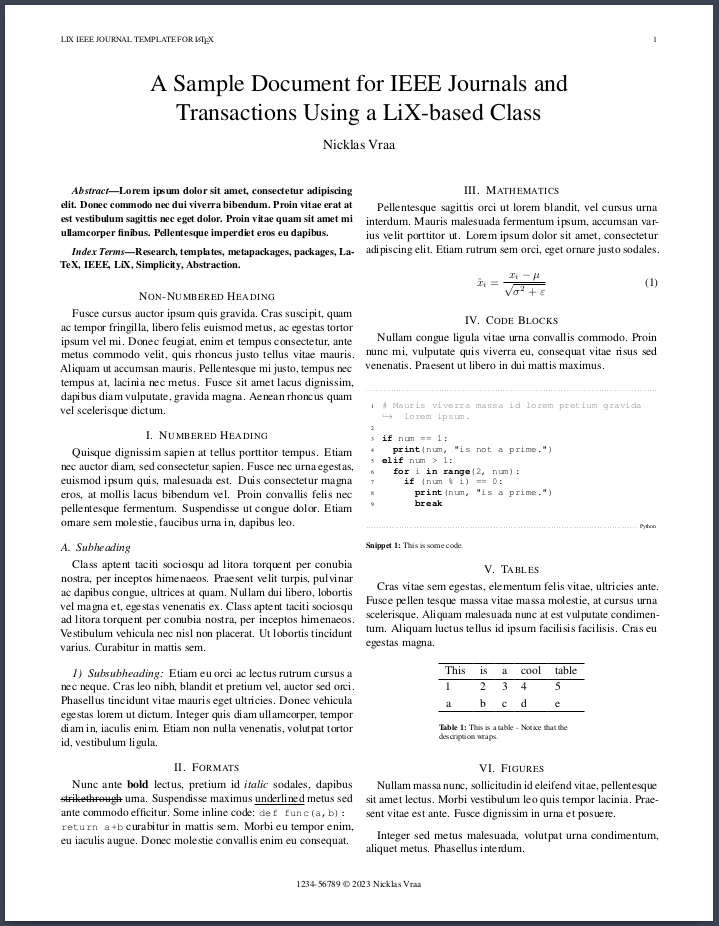 LIX IEEE JOURNAL TEMPLATE FOR LATEX 1
A Sample Document for IEEE Journals and
Transactions Using a LiX-based Class
Nicklas Vraa
Abstract—Lorem ipsum dolor sit amet, consectetur adipiscing
elit. Donec commodo nec dui viverra bibendum. Proin vitae erat at
est vestibulum sagittis nec eget dolor. Proin vitae quam sit amet mi
ullamcorper finibus. Pellentesque imperdiet eros eu dapibus.
Index Terms—Research, templates, metapackages, packages, La-
TeX, IEEE, LiX, Simplicity, Abstraction.
NON-NUMBERED HEADING
Fusce cursus auctor ipsum quis gravida. Cras suscipit, quam
ac tempor fringilla, libero felis euismod metus, ac egestas tortor
ipsum vel mi. Donec feugiat, enim et tempus consectetur, ante
metus commodo velit, quis rhoncus justo tellus vitae mauris.
Aliquam ut accumsan mauris. Pellentesque mi justo, tempus nec
tempus at, lacinia nec metus. Fusce sit amet lacus dignissim,
dapibus diam vulputate, gravida magna. Aenean rhoncus quam
vel scelerisque dictum.
I. NUMBERED HEADING
Quisque dignissim sapien at tellus porttitor tempus. Etiam
nec auctor diam, sed consectetur sapien. Fusce nec urna egestas,
euismod ipsum quis, malesuada est. Duis consectetur magna
eros, at mollis lacus bibendum vel. Proin convallis felis nec
pellentesque fermentum. Suspendisse ut congue dolor. Etiam
ornare sem molestie, faucibus urna in, dapibus leo.
A. Subheading
Class aptent taciti sociosqu ad litora torquent per conubia
nostra, per inceptos himenaeos. Praesent velit turpis, pulvinar
ac dapibus congue, ultrices at quam. Nullam dui libero, lobortis
vel magna et, egestas venenatis ex. Class aptent taciti sociosqu
ad litora torquent per conubia nostra, per inceptos himenaeos.
Vestibulum vehicula nec nisl non placerat. Ut lobortis tincidunt
varius. Curabitur in mattis sem.
1) Subsubheading: Etiam eu orci ac lectus rutrum cursus a
nec neque. Cras leo nibh, blandit et pretium vel, auctor sed orci.
Phasellus tincidunt vitae mauris eget ultricies. Donec vehicula
egestas lorem ut dictum. Integer quis diam ullamcorper, tempor
diam in, iaculis enim. Etiam non nulla venenatis, volutpat tortor
id, vestibulum ligula.
II. FORMATS
Nunc ante bold lectus, pretium id italic sodales, dapibus
strikethrough urna. Suspendisse maximus underlined metus sed
ante commodo efficitur. Some inline code: def func(a,b):
return a+b curabitur in mattis sem. Morbi eu tempor enim,
eu iaculis augue. Donec molestie convallis enim eu consequat.
III. MATHEMATICS
Pellentesque sagittis orci ut lorem blandit, vel cursus urna
interdum. Mauris malesuada fermentum ipsum, accumsan var-
ius velit porttitor ut. Lorem ipsum dolor sit amet, consectetur
adipiscing elit. Etiam rutrum sem orci, eget ornare justo sodales.
x̂ᵢ = (xᵢ − μ) / √(σ² + ε) (1)
IV. CODE BLOCKS
Nullam congue ligula vitae urna convallis commodo. Proin
nunc mi, vulputate quis viverra eu, consequat vitae risus sed
venenatis. Praesent ut libero in dui mattis maximus.
1 # Mauris viverra massa id lorem pretium gravida
↪ lorem ipsum.
2
3 if num == 1:
4 print(num, "is not a prime.")
5 elif num > 1:
6 for i in range(2, num):
7 if (num % i) == 0:
8 print(num, "is a prime.")
9 break
Python
Snippet 1: This is some code.
V. TABLES
Cras vitae sem egestas, elementum felis vitae, ultricies ante.
Fusce pellen tesque massa vitae massa molestie, at cursus urna
scelerisque. Aliquam malesuada nunc at est vulputate condimen-
tum. Aliquam luctus tellus id ipsum facilisis facilisis. Cras eu
egestas magna.
This is a cool table
1 2 3 4 5
a b c d e
Table 1: This is a table - Notice that the
description wraps.
VI. FIGURES
Nullam massa nunc, sollicitudin id eleifend vitae, pellentesque
sit amet lectus. Morbi vestibulum leo quis tempor lacinia. Prae-
sent vitae est ante. Fusce dignissim in urna et posuere.
Integer sed metus malesuada, volutpat urna condimentum,
aliquet metus. Phasellus interdum.
1234-56789 © 2023 Nicklas Vraa